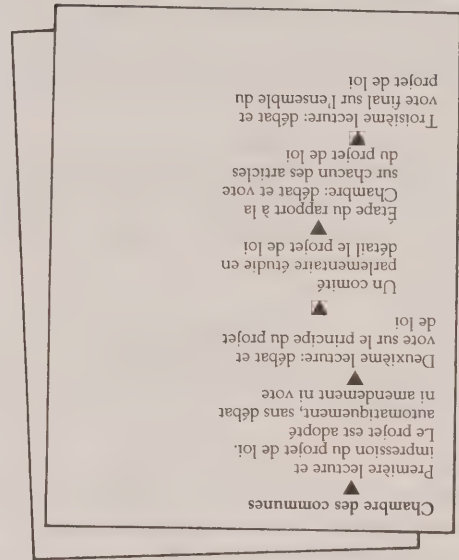 Chambre des communes
Première lecture et
impression du projet de loi.
Le projet est adopté
automatiquement, sans débat
ni amendement ni vote
Deuxième lecture: débat et
vote sur le principe du projet
de loi
Un comité
parlementaire étudie en
détail le projet de loi
Étape du rapport à la
Chambre: débat et vote
sur chacun des articles
du projet de loi
Troisième lecture: débat et
vote final sur l'ensemble du
projet de loi